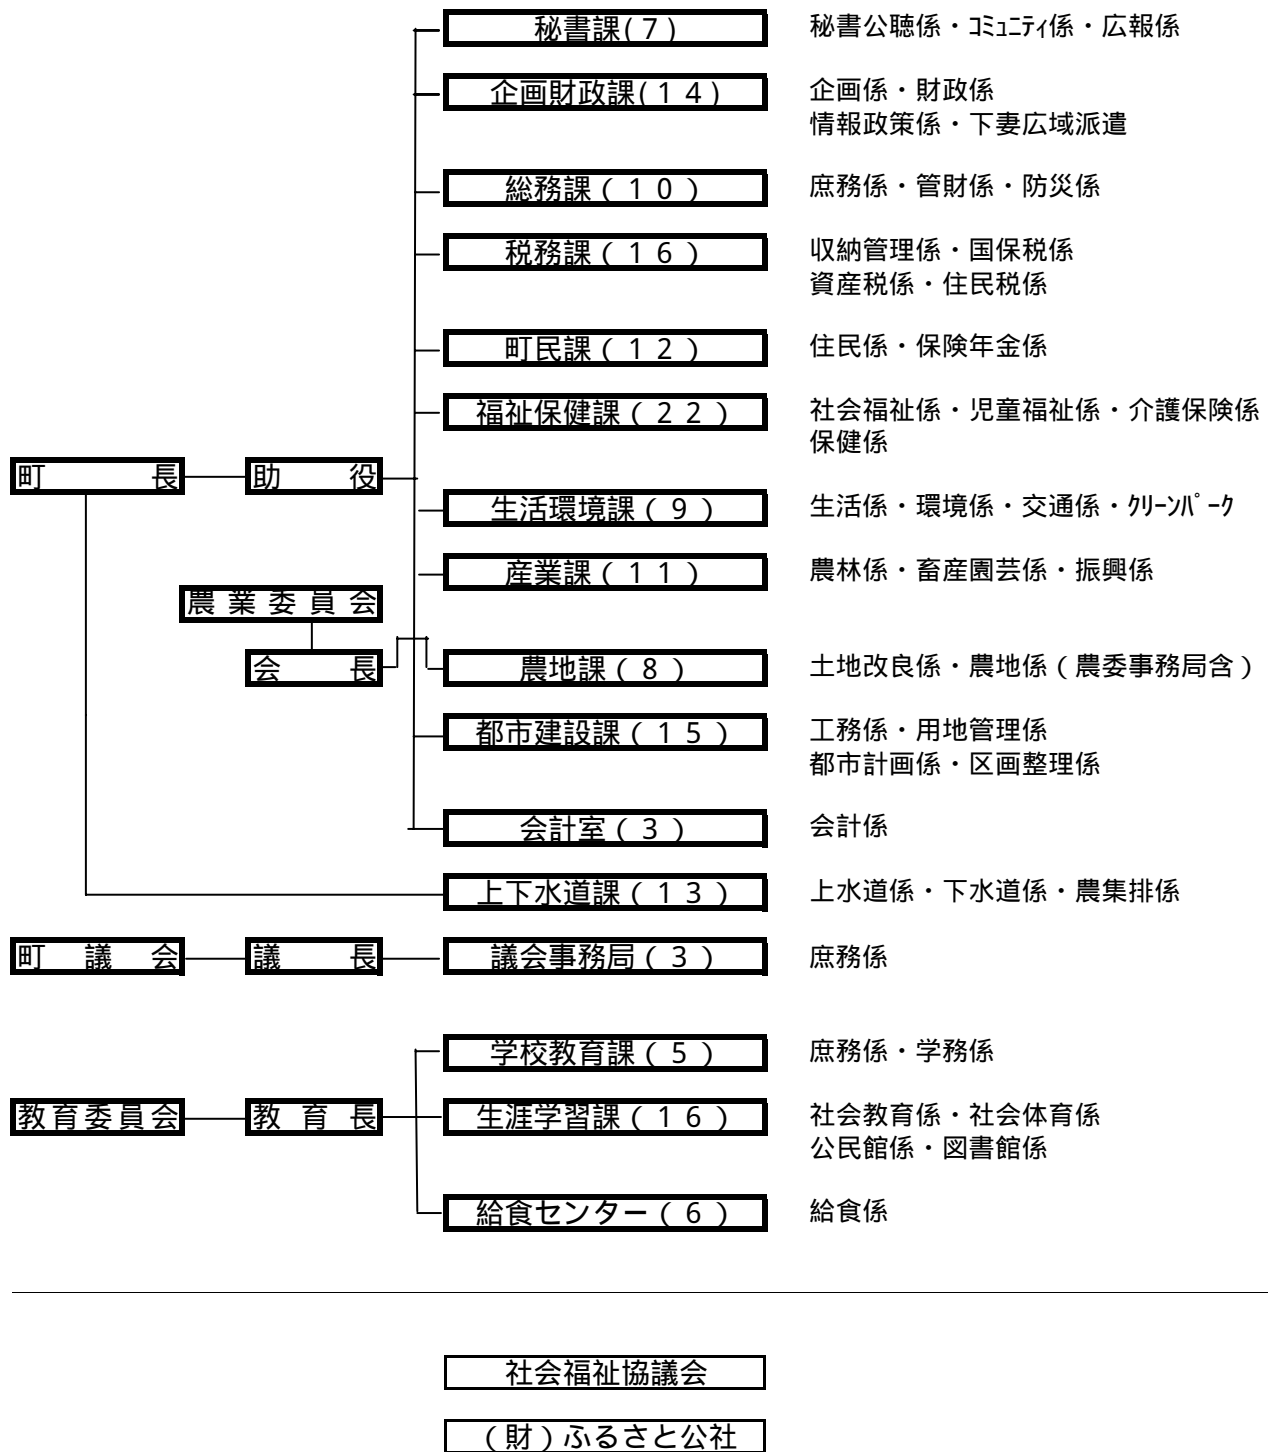 秘書課(７) 秘書公聴係・ｺﾐｭﾆﾃｨ係・広報係
企画財政課(１４) 企画係・財政係
情報政策係・下妻広域派遣
総務課（１０） 庶務係・管財係・防災係
税務課（１６） 収納管理係・国保税係
資産税係・住民税係
町民課（１２） 住民係・保険年金係
福祉保健課（２２） 社会福祉係・児童福祉係・介護保険係
保健係
町長 助役
生活環境課（９） 生活係・環境係・交通係・ｸﾘｰﾝﾊﾟｰｸ
産業課（１１） 農林係・畜産園芸係・振興係
農業委員会
会長 農地課（８） 土地改良係・農地係（農委事務局含）
都市建設課（１５） 工務係・用地管理係
都市計画係・区画整理係
会計室（３） 会計係
上下水道課（１３） 上水道係・下水道係・農集排係
町議会 議長 議会事務局（３） 庶務係
学校教育課（５） 庶務係・学務係
教育委員会 教育長 生涯学習課（１６） 社会教育係・社会体育係
公民館係・図書館係
給食センター（６） 給食係
社会福祉協議会
（財）ふるさと公社